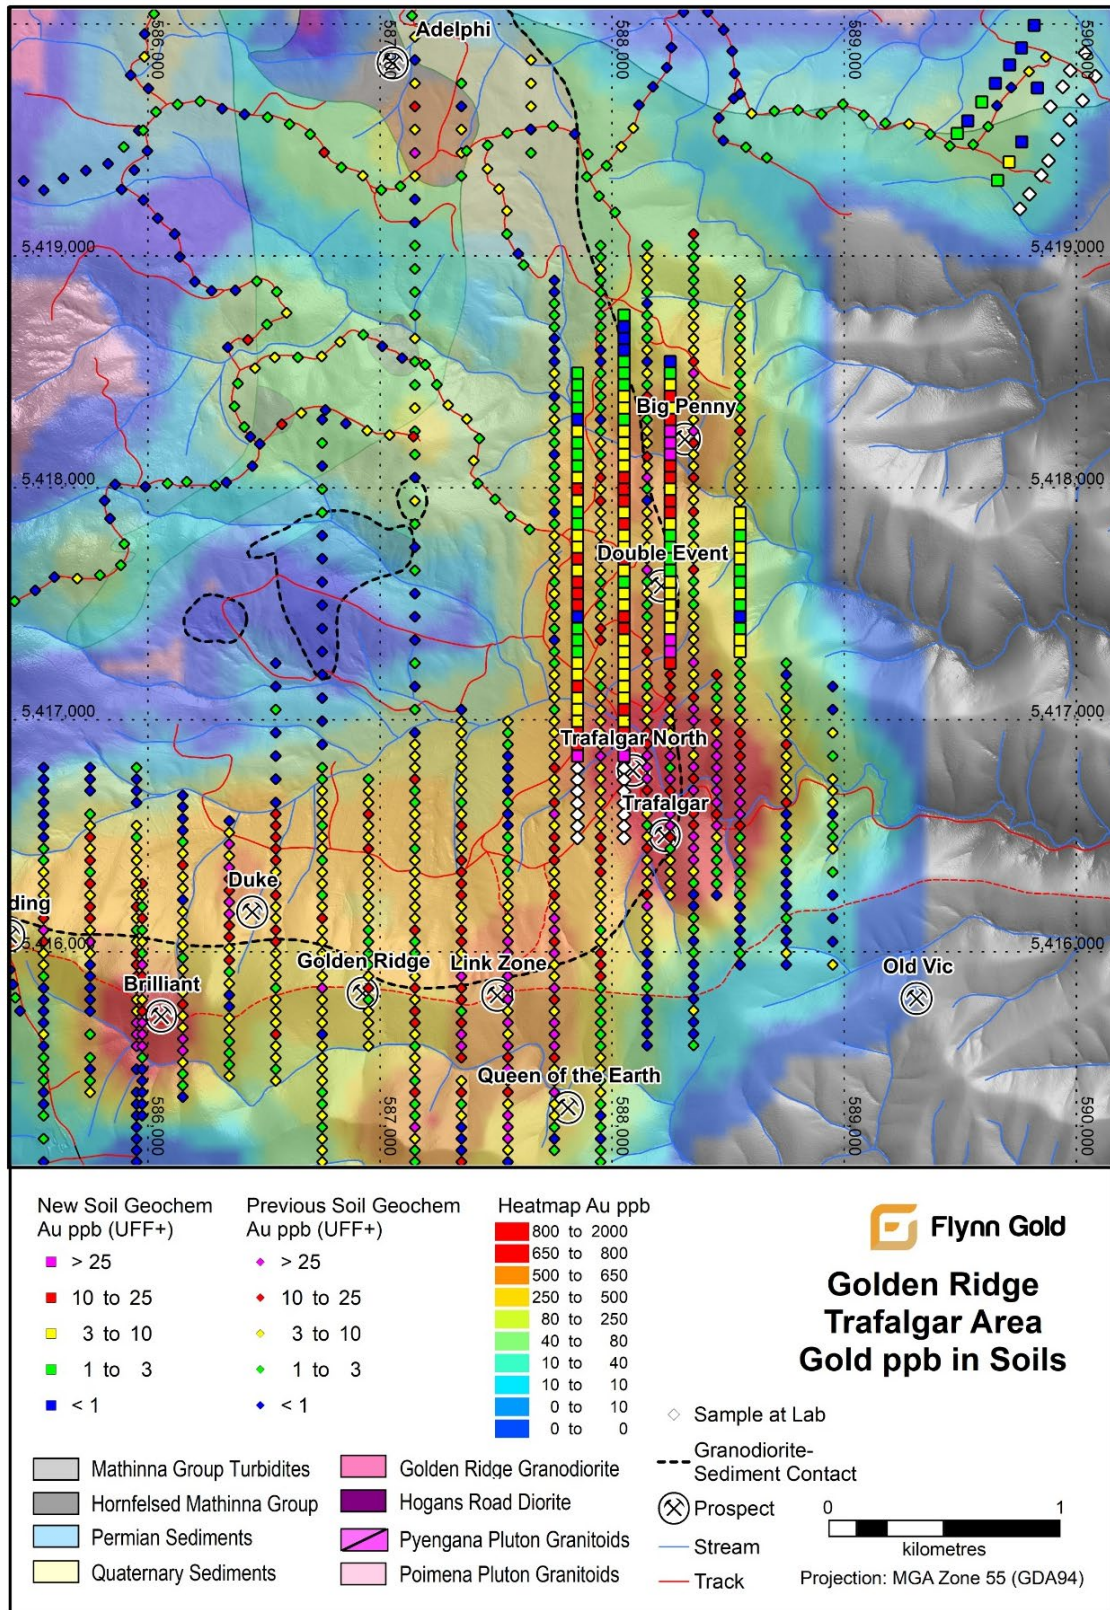 Adelphi
586,000
587,000
588,000
589,000
5,419,000
5,419,000
Big Penny
5,418,000
5,418,000
Double Event
5,417,000
5,417,000
Trafalgar North
Trafalgar
Duke
ding
5,416,000
5,416,000
Golden Ridge
Link Zone
Old Vic
Brilliant
Queen of the Earth
586,000
587,000
588,000
589,000
590,000
New Soil Geochem
Au ppb (UFF+)
> 25
10 to 25
3 to 10
1 to 3
< 1
Previous Soil Geochem
Au ppb (UFF+)
> 25
10 to 25
3 to 10
1 to 3
< 1
Heatmap Au ppb
800 to 2000
650 to 800
500 to 650
250 to 500
80 to 250
40 to 80
10 to 40
10 to 10
0 to 10
0 to 0
Flynn Gold
Golden Ridge
Trafalgar Area
Gold ppb in Soils
Sample at Lab
Granodiorite-
Sediment Contact
Prospect
Stream
Track
0 1
kilometres
Projection: MGA Zone 55 (GDA94)
Mathinna Group Turbidites
Hornfelsed Mathinna Group
Permian Sediments
Quaternary Sediments
Golden Ridge Granodiorite
Hogans Road Diorite
Pyengana Pluton Granitoids
Poimena Pluton Granitoids